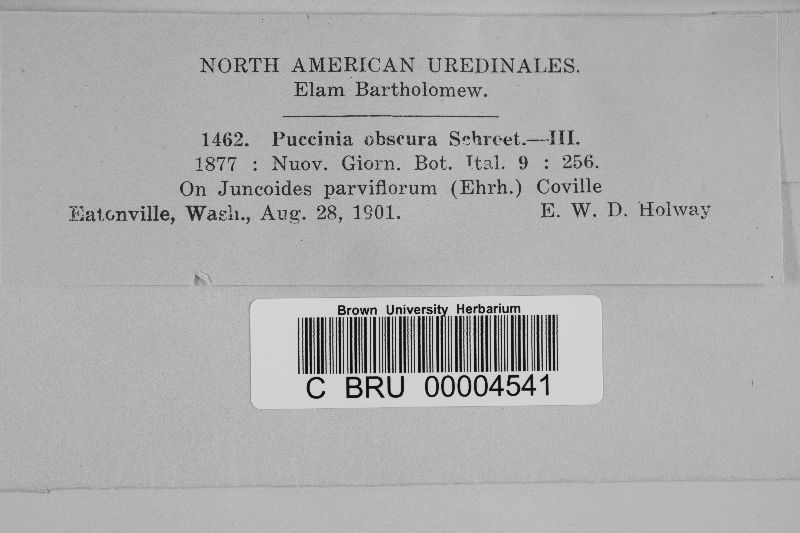 NORTH AMERICAN UREDINALES.
Elam Bartholomew.
1462. Puccinia obscura Schroet.—III.
1877 : Nuov. Giorn. Bot. Ital. 9 : 256.
On Juncoides parviflorum (Ehrh.) Coville
Eatonville, Wash., Aug. 28, 1901. E. W. D. Holway
Brown University Herbarium
C BRU 00004541